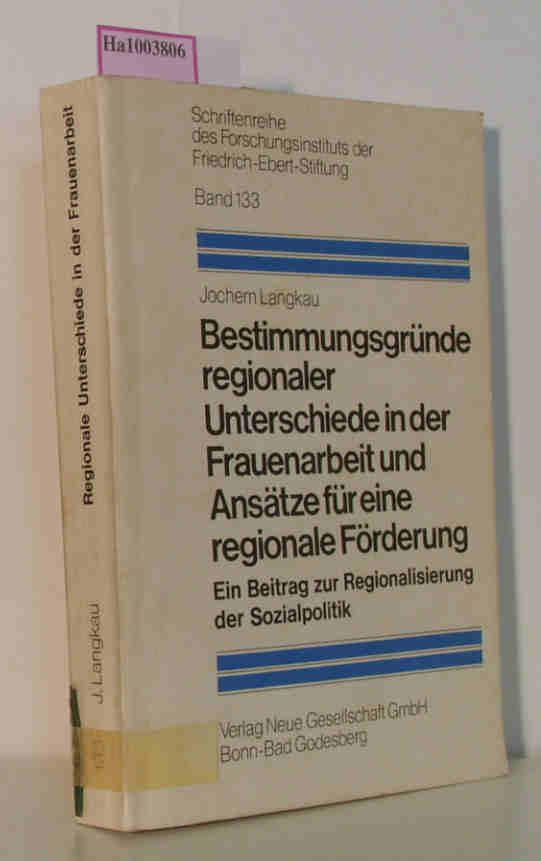 Ha1003806
Schriftenreihe
des Forschungsinstituts der
Friedrich-Ebert-Stiftung
Band 133
Jochem Langkau
Bestimmungsgründe
regionaler
Unterschiede in der
Frauenarbeit und
Ansätze für eine
regionale Förderung
Ein Beitrag zur Regionalisierung
der Sozialpolitik
Verlag Neue Gesellschaft GmbH
Bonn-Bad Godesberg
Regionale Unterschiede in der Frauenarbeit
J. Langkau
133